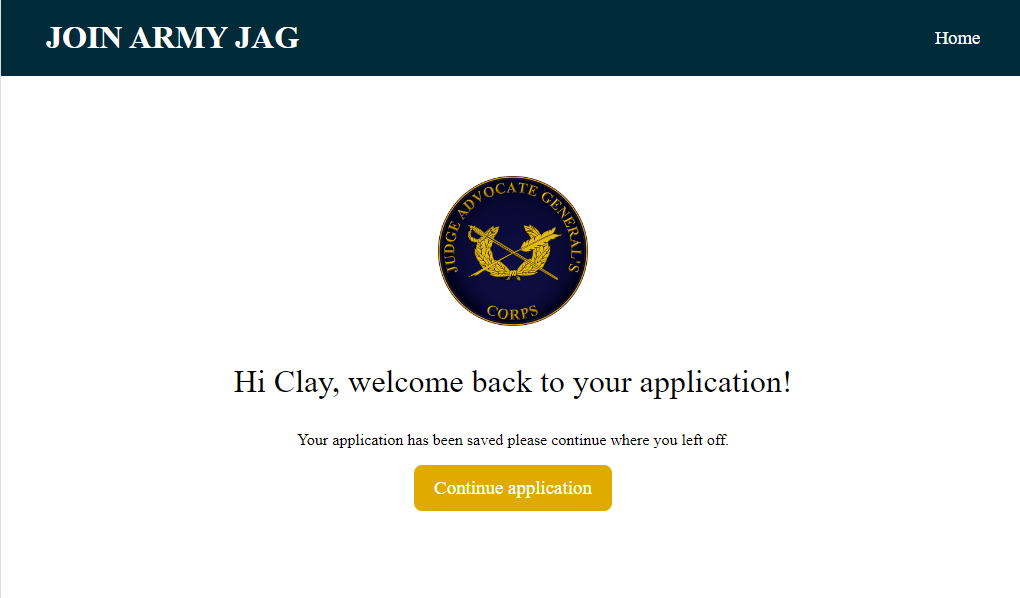 JOIN ARMY JAG
Home
JUDGE ADVOCATE GENERAL'S
CORPS
Hi Clay, welcome back to your application!
Your application has been saved please continue where you left off.
Continue application